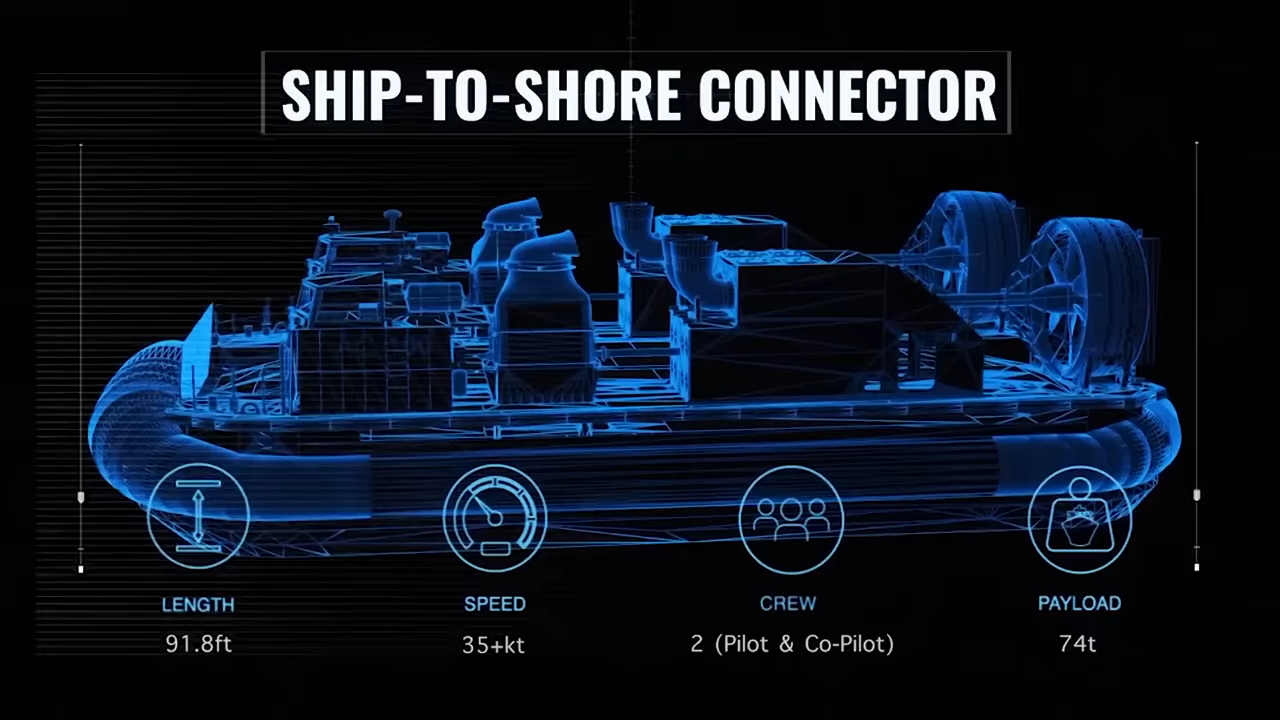 SHIP-TO-SHORE CONNECTOR
LENGTH
91.8ft
SPEED
35+kt
CREW
2 (Pilot & Co-Pilot)
PAYLOAD
74t